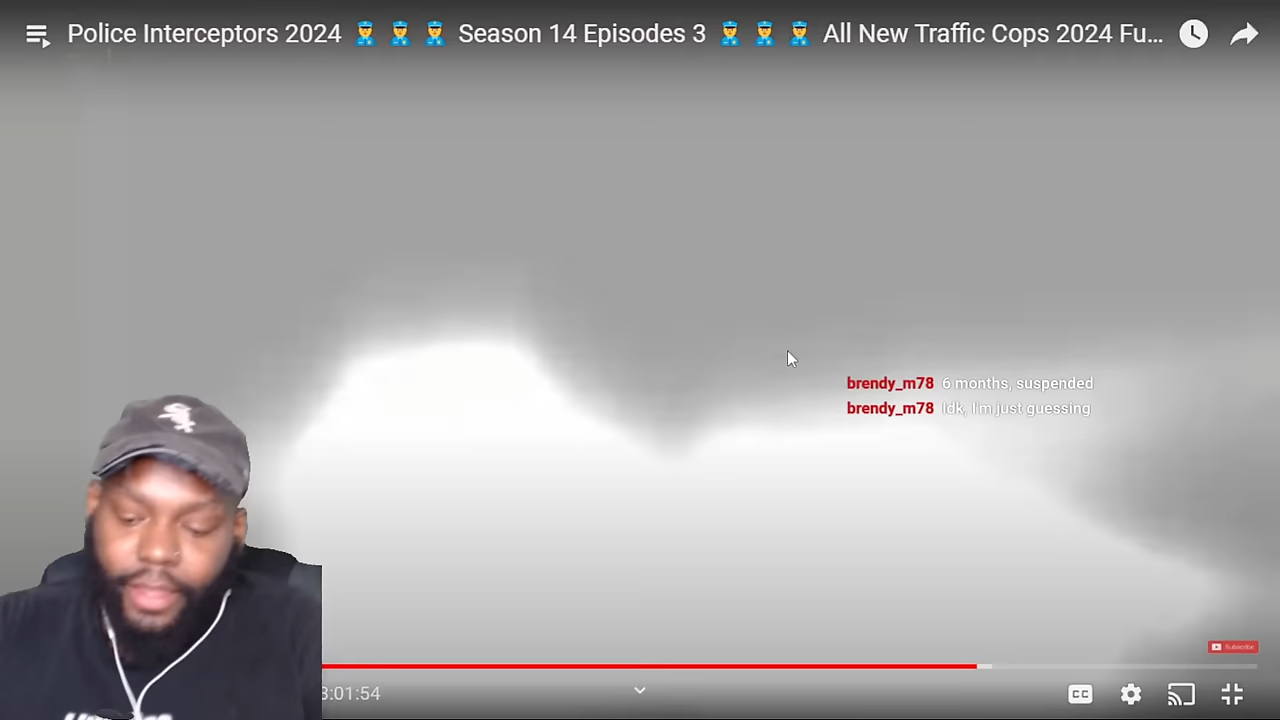 Police Interceptors 2024 👮‍♂️ 👮‍♂️ 👮‍♂️ Season 14 Episodes 3 👮‍♂️ 👮‍♂️ 👮‍♂️ All New Traffic Cops 2024 Fu...
brendy_m78 6 months, suspended
brendy_m78 Idk, I'm just guessing
Subscribe
3:01:54
CC